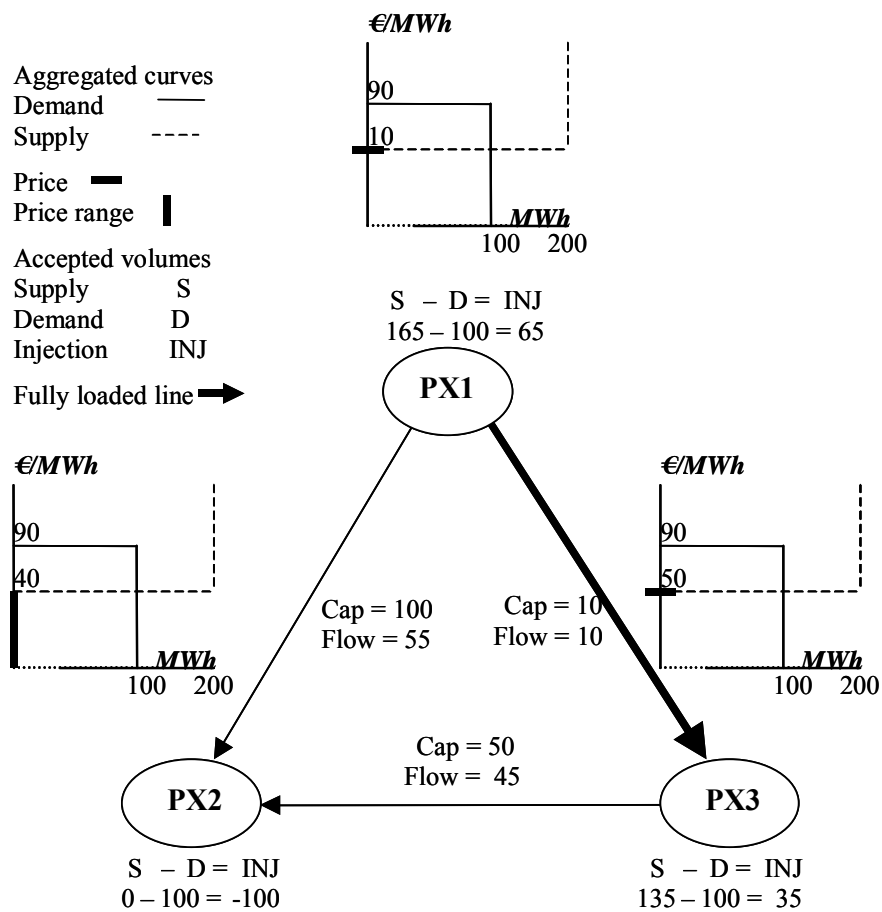 Aggregated curves
Demand
Supply
Price
Price range
Accepted volumes
Supply S
Demand D
Injection INJ
Fully loaded line
€/MWh
90
10
MWh
100 200
S – D = INJ
165 – 100 = 65
PX1
€/MWh
90
40
MWh
100 200
Cap = 100
Flow = 55
Cap = 10
Flow = 10
€/MWh
90
50
MWh
100 200
Cap = 50
Flow = 45
PX2
S – D = INJ
0 – 100 = -100
PX3
S – D = INJ
135 – 100 = 35